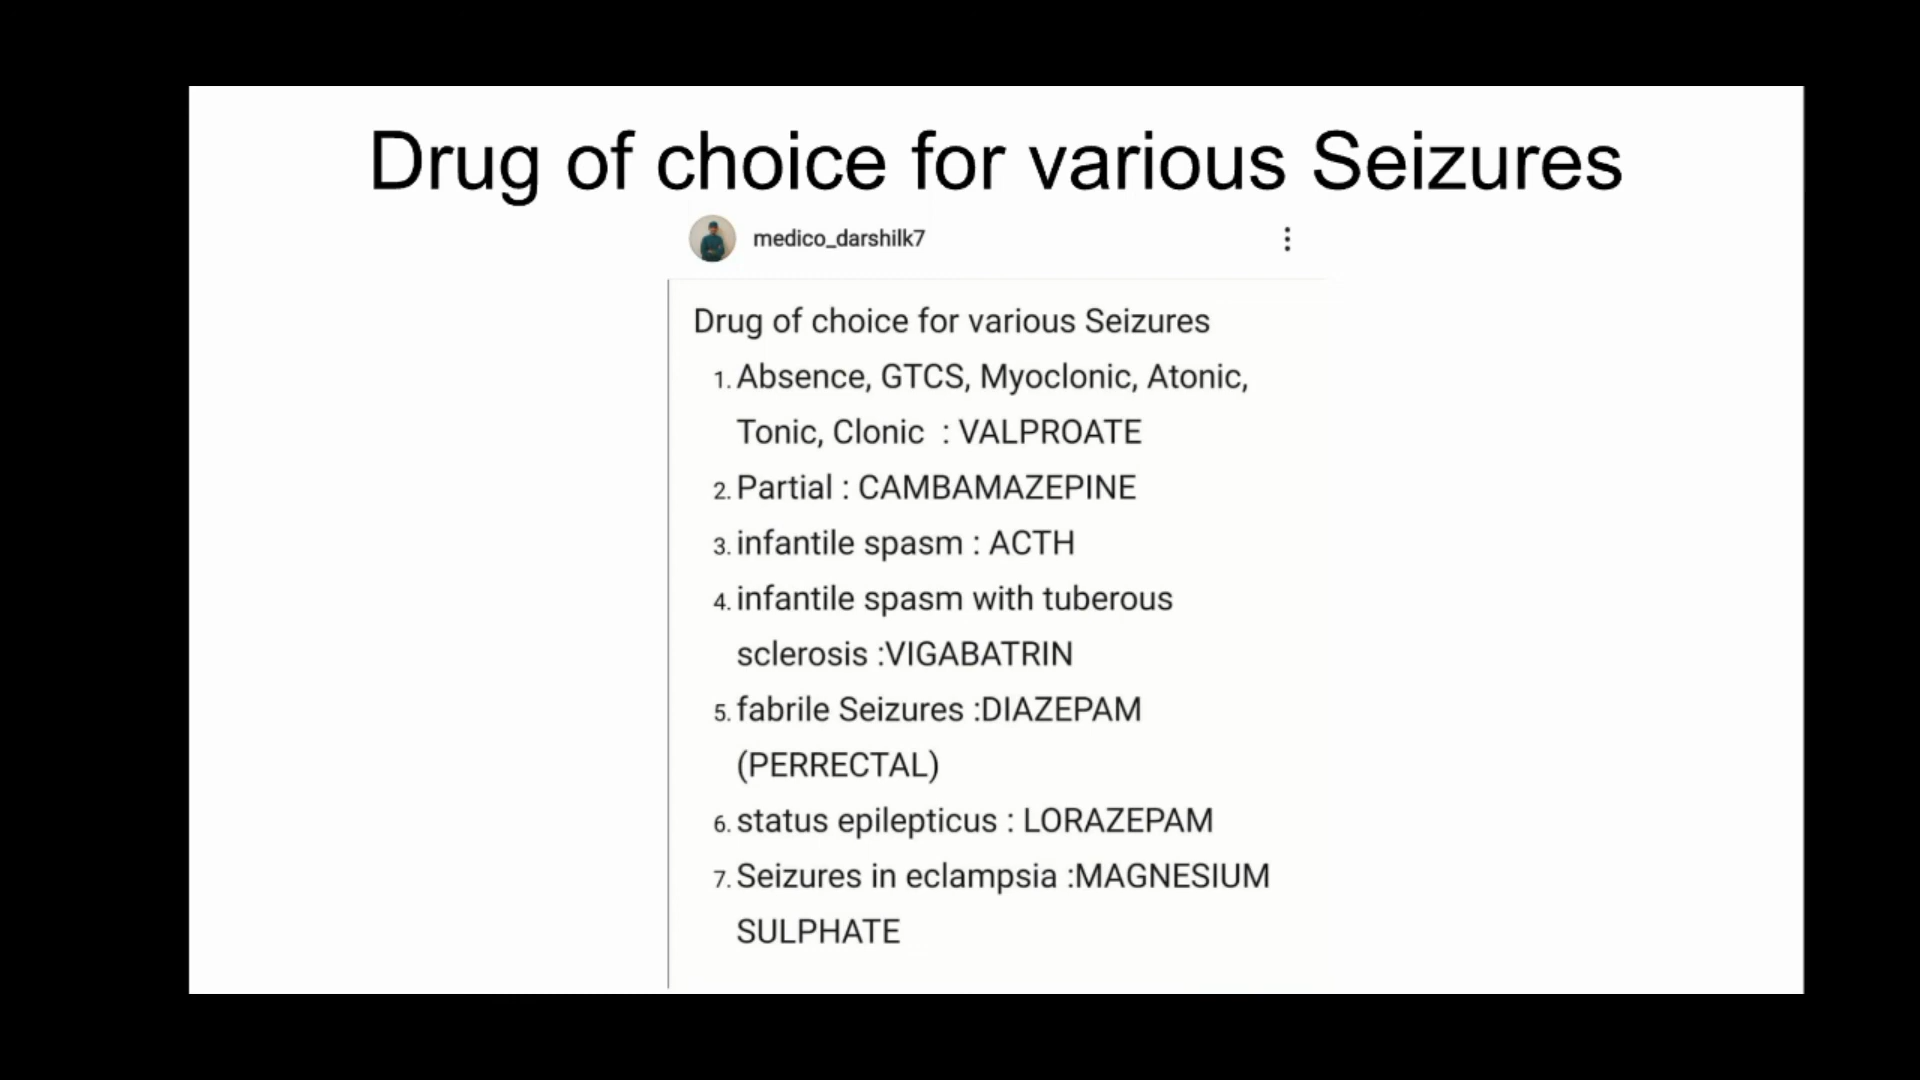 Drug of choice for various Seizures
medico_darshilk7
Drug of choice for various Seizures
1. Absence, GTCS, Myoclonic, Atonic,
Tonic, Clonic : VALPROATE
2. Partial : CAMBAMAZEPINE
3. infantile spasm : ACTH
4. infantile spasm with tuberous
sclerosis :VIGABATRIN
5. fabrile Seizures :DIAZEPAM
(PERRECTAL)
6. status epilepticus : LORAZEPAM
7. Seizures in eclampsia :MAGNESIUM
SULPHATE